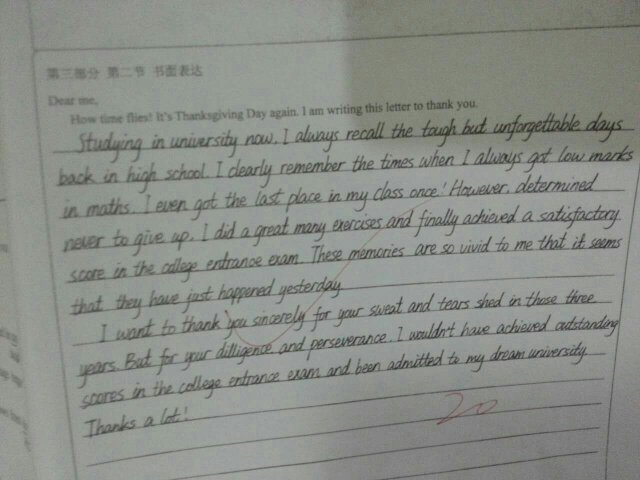 第三部分 第二节 书面表达
Dear me,
How time flies! It's Thanksgiving Day again. I am writing this letter to thank you.
Studying in university now, I always recall the tough but unforgettable days
back in high school. I clearly remember the times when I always got low marks
in maths. I even got the last place in my class once! However, determined
never to give up, I did a great many exercises and finally achieved a satisfactory
score in the college entrance exam. These memories are so vivid to me that it seems
that they have just happened yesterday.
I want to thank you sincerely for your sweat and tears shed in those three
years. But for your dilligence and perseverance, I wouldn't have achieved outstanding
scores in the college entrance exam and been admitted to my dream university.
Thanks a lot!
20